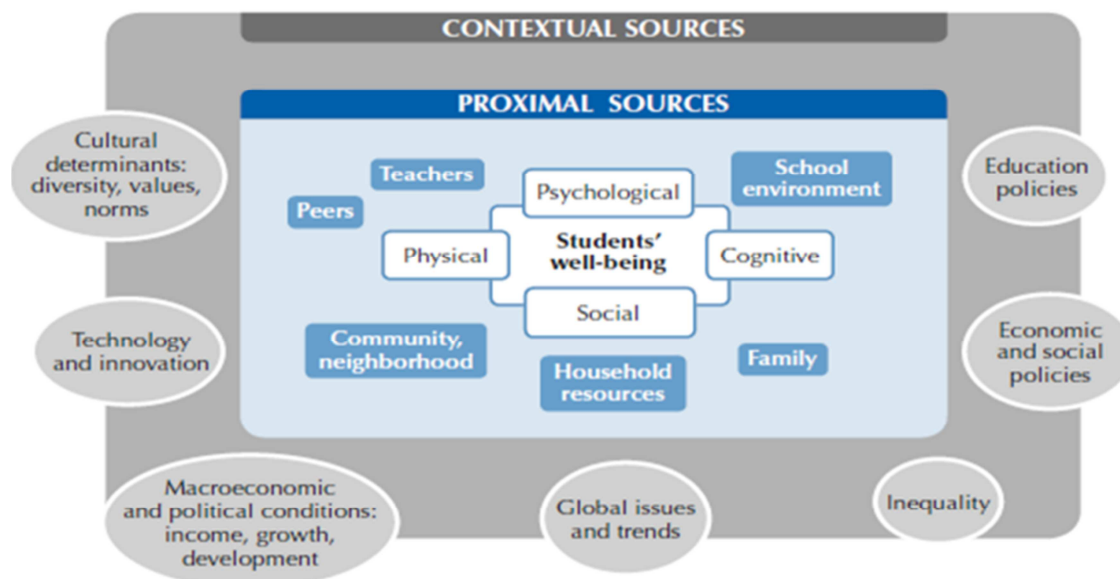 CONTEXTUAL SOURCES
PROXIMAL SOURCES
Cultural
determinants:
diversity, values,
norms
Teachers
Peers
Psychological
School
environment
Education
policies
Physical
Students’
well-being
Cognitive
Social
Technology
and innovation
Community,
neighborhood
Household
resources
Family
Economic
and social
policies
Macroeconomic
and political conditions:
income, growth,
development
Global issues
and trends
Inequality